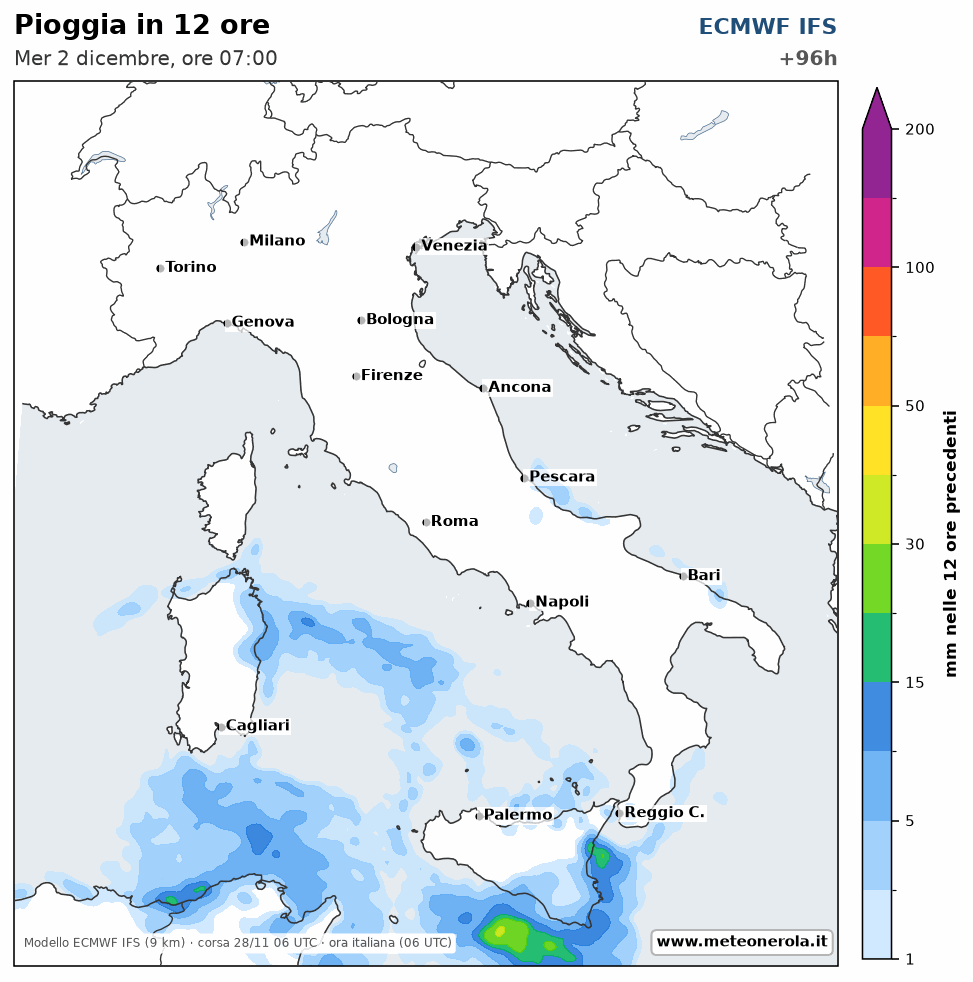 Pioggia in 12 ore
ECMWF IFS
Mer 2 dicembre, ore 07:00
+96h
200
100
50
30
15
5
1
mm nelle 12 ore precedenti
Milano
Venezia
Torino
Genova
Bologna
Firenze
Ancona
Pescara
Roma
Bari
Napoli
Cagliari
Palermo
Reggio C.
Modello ECMWF IFS (9 km) · corsa 28/11 06 UTC · ora italiana (06 UTC)
www.meteonerola.it